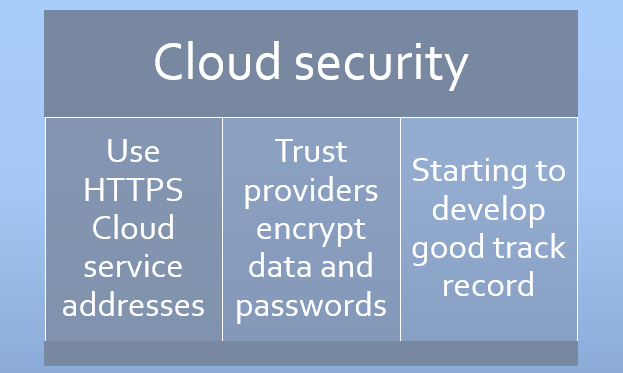 Cloud security
Use
HTTPS
Cloud
service
addresses
Trust
providers
encrypt
data and
passwords
Starting to
develop
good track
record